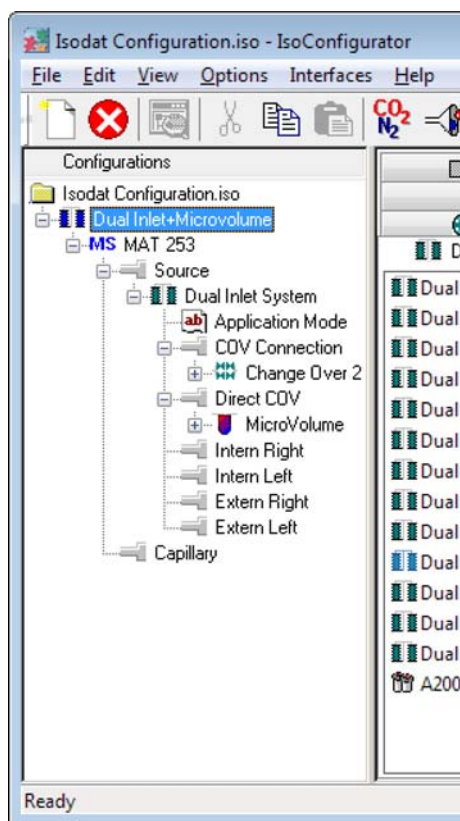 Isodat Configuration.iso - IsoConfigurator
File Edit View Options Interfaces Help
CO2
N2
Configurations
Isodat Configuration.iso
Dual Inlet+Microvolume
MS MAT 253
Source
Dual Inlet System
ab Application Mode
COV Connection
Change Over 2
Direct COV
MicroVolume
Intern Right
Intern Left
Extern Right
Extern Left
Capillary
D
Dual
Dual
Dual
Dual
Dual
Dual
Dual
Dual
Dual
Dual
Dual
Dual
Dual
A200
Ready